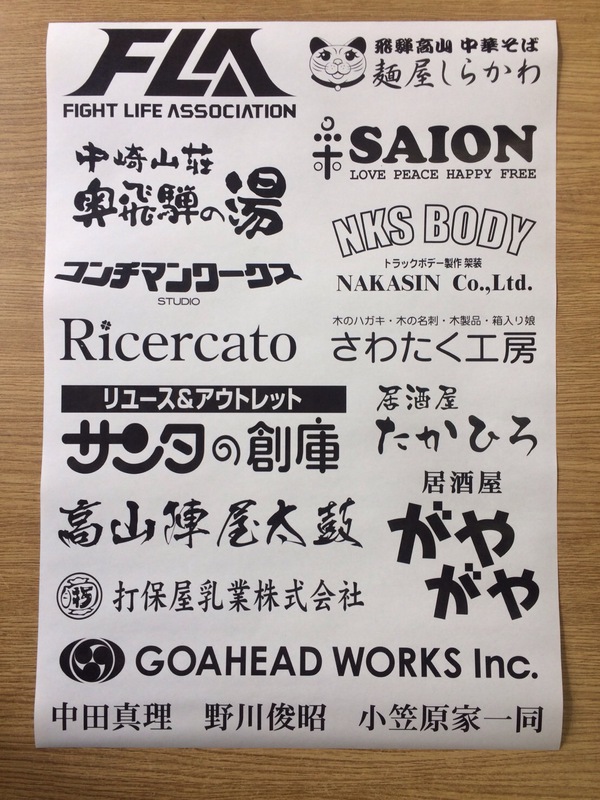 FLA
FIGHT LIFE ASSOCIATION
飛騨高山 中華そば
麺屋しらかわ
中崎山荘
奥飛騨の湯
SAION
LOVE PEACE HAPPY FREE
NKS BODY
トラックボデー製作 架装
NAKASIN Co.,Ltd.
コンチマンワークス
STUDIO
Ricercato
木のハガキ・木の名刺・木製品・箱入り娘
さわたく工房
リユース&アウトレット
サンタの創庫
居酒屋
たかひろ
高山陣屋太鼓
居酒屋
がや
がや
打保屋乳業株式会社
GOAHEAD WORKS Inc.
中田真理 野川俊昭 小笠原家一同